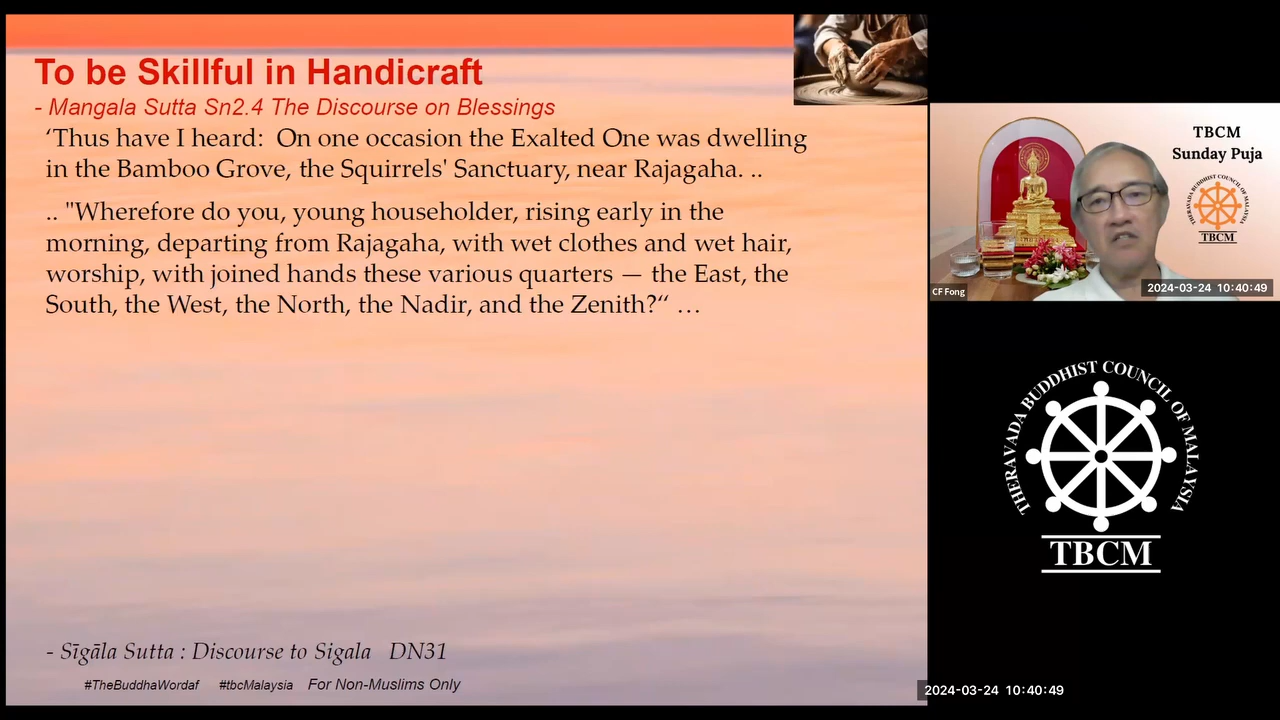 To be Skillful in Handicraft
- Mangala Sutta Sn2.4 The Discourse on Blessings
‘Thus have I heard:  On one occasion the Exalted One was dwelling
in the Bamboo Grove, the Squirrels' Sanctuary, near Rajagaha. ..
.. "Wherefore do you, young householder, rising early in the
morning, departing from Rajagaha, with wet clothes and wet hair,
worship, with joined hands these various quarters — the East, the
South, the West, the North, the Nadir, and the Zenith?“ …
- Sīgāla Sutta : Discourse to Sigala   DN31
#TheBuddhaWordaf   #tbcMalaysia   For Non-Muslims Only
TBCM
Sunday Puja
THERAVADA BUDDHIST COUNCIL OF MALAYSIA
TBCM
CF Fong
2024-03-24 10:40:49
THERAVADA BUDDHIST COUNCIL OF MALAYSIA
TBCM
2024-03-24 10:40:49